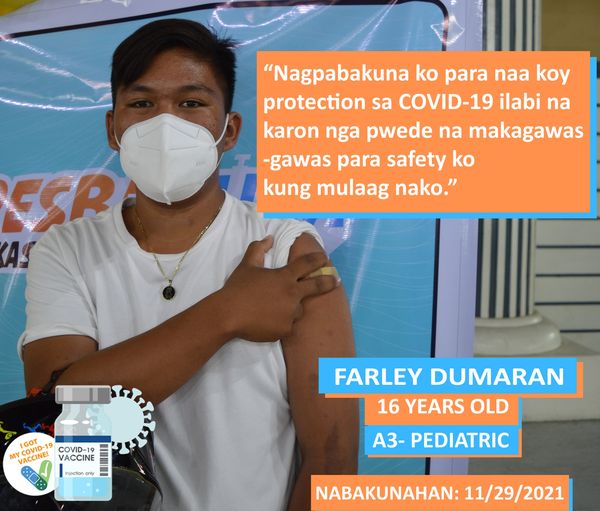 “Nagpabakuna ko para naa koy
protection sa COVID-19 ilabi na
karon nga pwede na makagawas
-gawas para safety ko
kung mulaag nako.”
FARLEY DUMARAN
16 YEARS OLD
A3- PEDIATRIC
NABAKUNAHAN: 11/29/2021
I GOT
MY COVID-19
VACCINE!
COVID-19
VACCINE
injection only